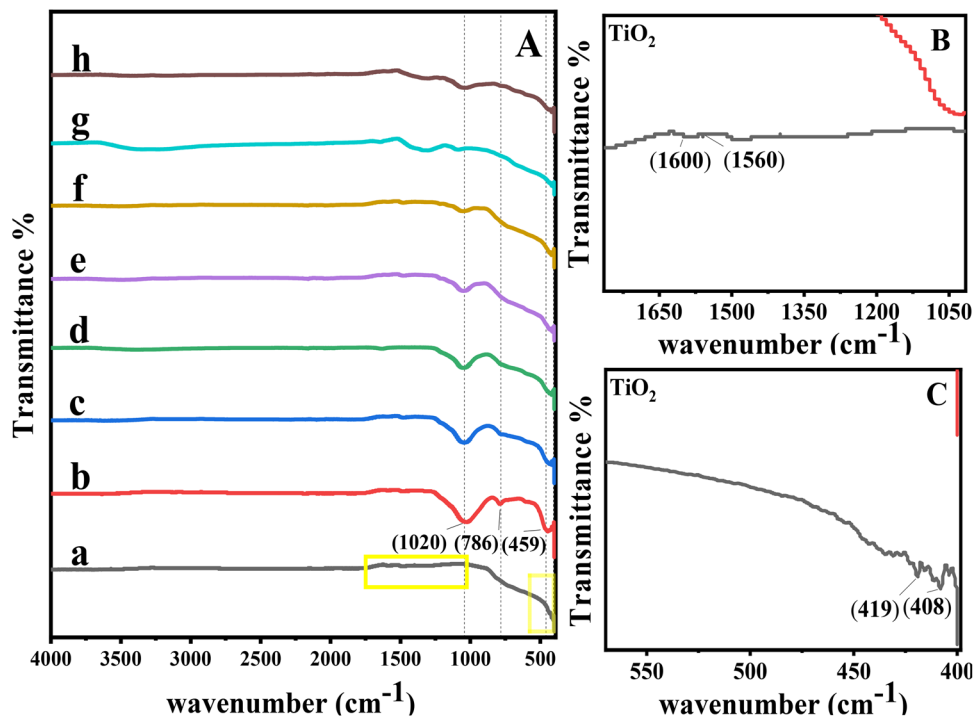 A
h
g
f
e
d
c
b
(1020) (786) (459)
a
Transmittance %
4000 3500 3000 2500 2000 1500 1000 500
wavenumber (cm-1)
TiO2
B
(1600) (1560)
Transmittance %
1650 1500 1350 1200 1050
wavenumber (cm-1)
TiO2
C
(419) (408)
Transmittance %
550 500 450 400
wavenumber (cm-1)